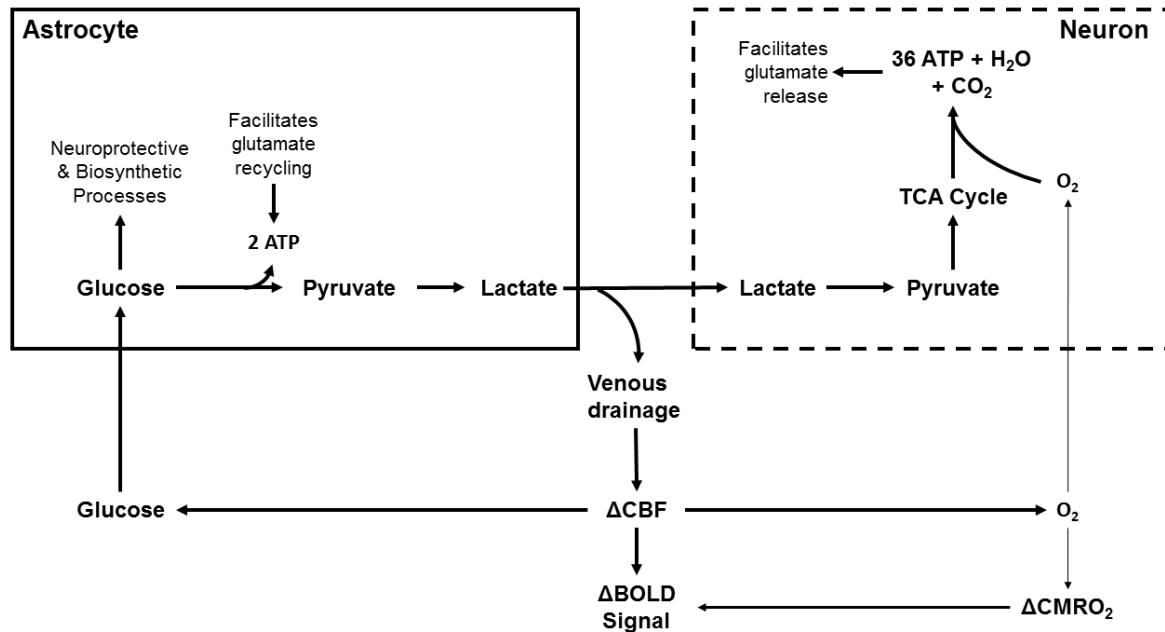 Astrocyte
Neuron
Facilitates
glutamate
release
36 ATP + H₂O
+ CO₂
Neuroprotective
& Biosynthetic
Processes
Facilitates
glutamate
recycling
2 ATP
TCA Cycle
O₂
Glucose
Pyruvate
Lactate
Lactate
Pyruvate
Venous
drainage
Glucose
ΔCBF
O₂
ΔBOLD
Signal
ΔCMRO₂